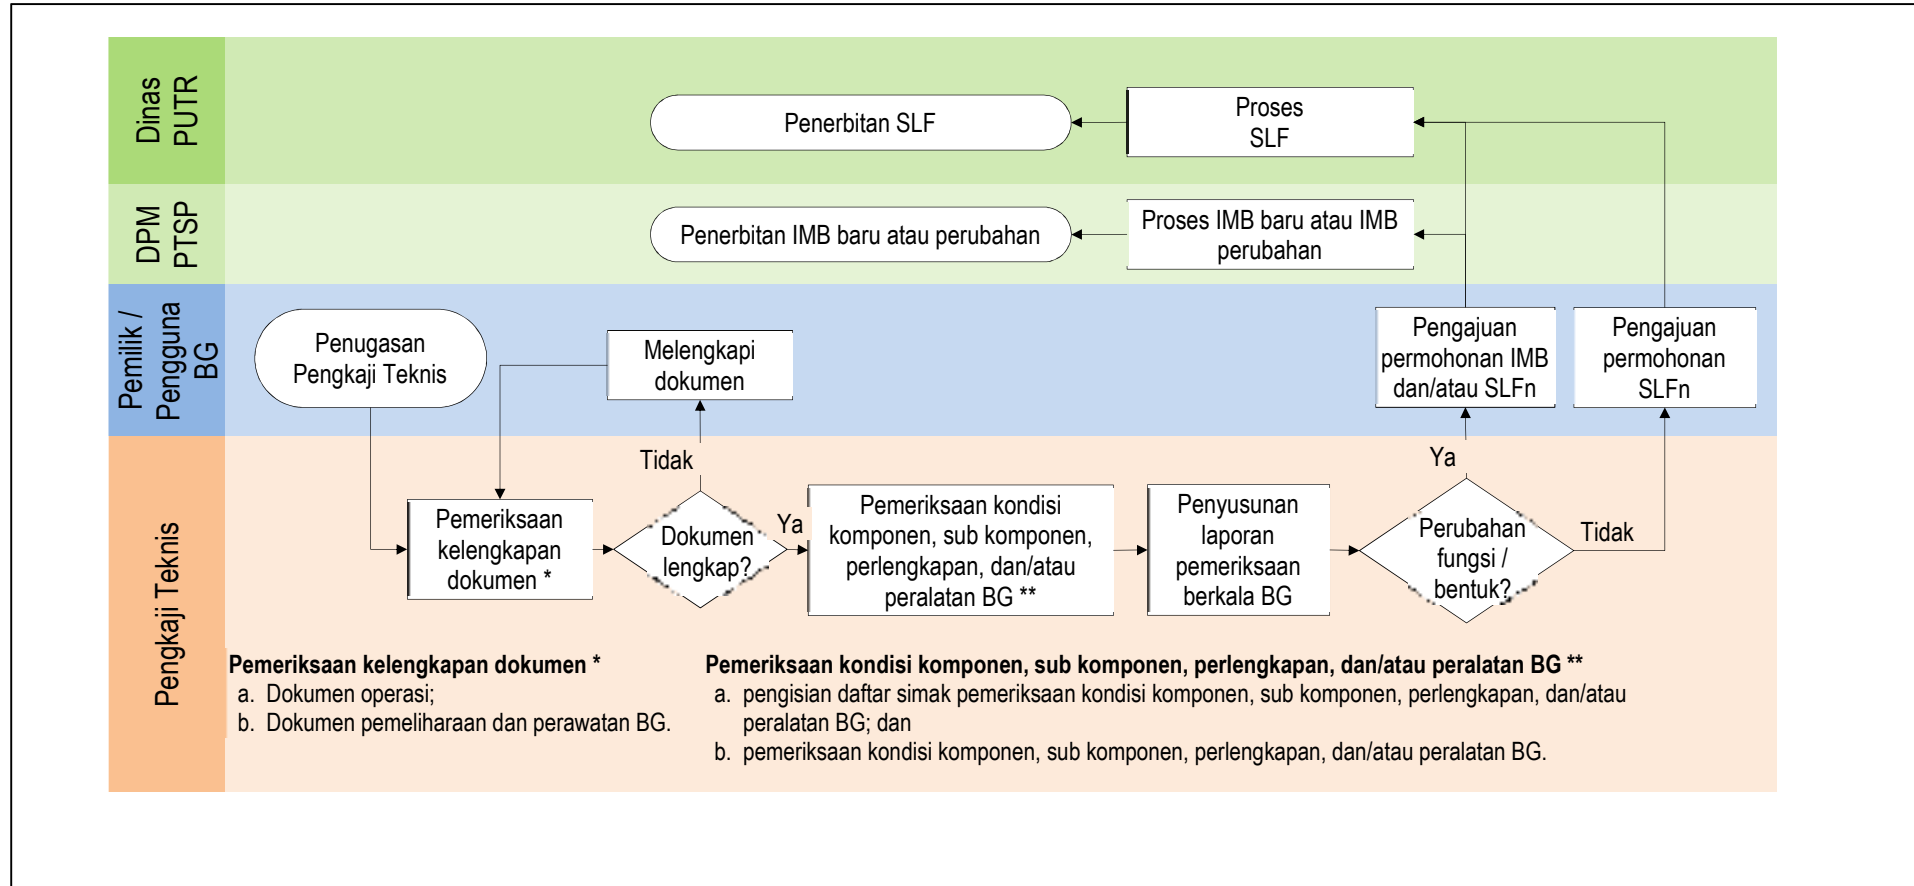 Dinas
PUTR
Penerbitan SLF
Proses
SLF
DPM
PTSP
Penerbitan IMB baru atau perubahan
Proses IMB baru atau IMB
perubahan
Pemilik /
Pengguna
BG
Penugasan
Pengkaji Teknis
Melengkapi
dokumen
Pengajuan
permohonan IMB
dan/atau SLFn
Pengajuan
permohonan
SLFn
Pengkaji Teknis
Pemeriksaan
kelengkapan
dokumen *
Tidak
Dokumen
lengkap?
Ya
Pemeriksaan kondisi
komponen, sub komponen,
perlengkapan, dan/atau
peralatan BG **
Penyusunan
laporan
pemeriksaan
berkala BG
Ya
Perubahan
fungsi /
bentuk?
Tidak
Pemeriksaan kelengkapan dokumen *
a. Dokumen operasi;
b. Dokumen pemeliharaan dan perawatan BG.
Pemeriksaan kondisi komponen, sub komponen, perlengkapan, dan/atau peralatan BG **
a. pengisian daftar simak pemeriksaan kondisi komponen, sub komponen, perlengkapan, dan/atau
peralatan BG; dan
b. pemeriksaan kondisi komponen, sub komponen, perlengkapan, dan/atau peralatan BG.